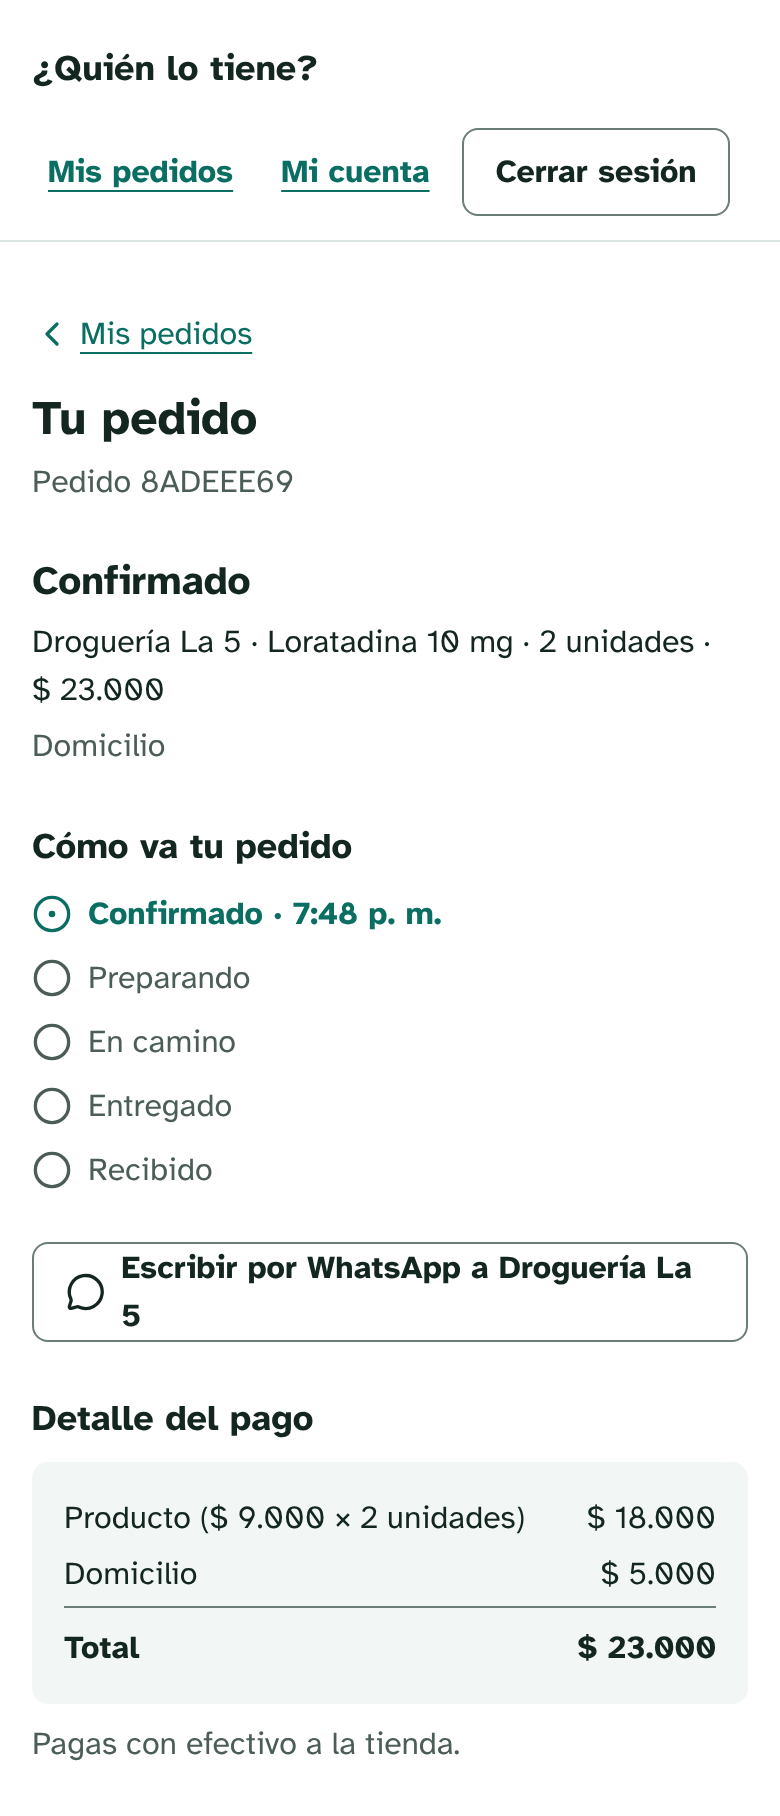 ¿Quién lo tiene?
Mis pedidos Mi cuenta Cerrar sesión
Mis pedidos
Tu pedido
Pedido 8ADEEE69
Confirmado
Droguería La 5 · Loratadina 10 mg · 2 unidades ·
$ 23.000
Domicilio
Cómo va tu pedido
Confirmado · 7:48 p. m.
Preparando
En camino
Entregado
Recibido
Escribir por WhatsApp a Droguería La
5
Detalle del pago
Producto ($ 9.000 × 2 unidades) $ 18.000
Domicilio $ 5.000
Total $ 23.000
Pagas con efectivo a la tienda.